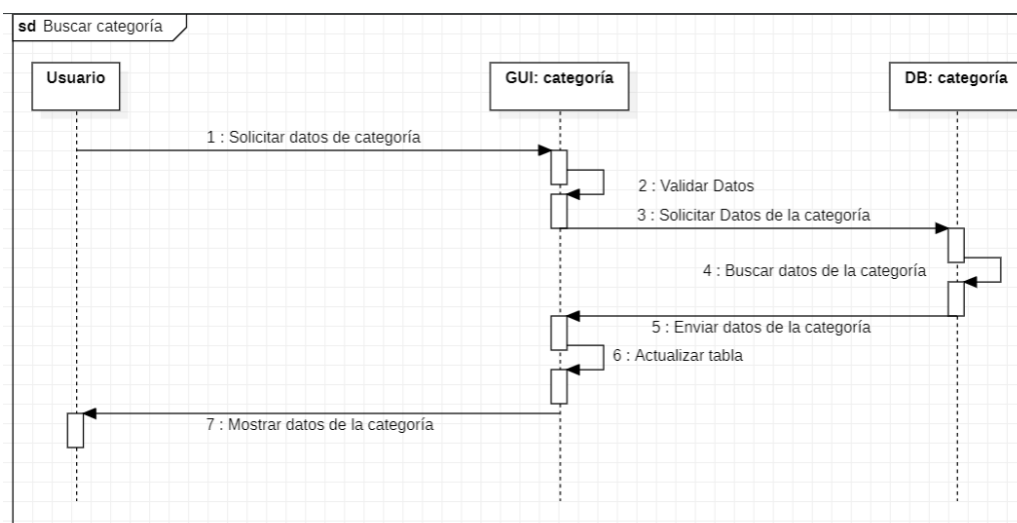 sd Buscar categoría
Usuario
GUI: categoría
DB: categoría
1 : Solicitar datos de categoría
2 : Validar Datos
3 : Solicitar Datos de la categoría
4 : Buscar datos de la categoría
5 : Enviar datos de la categoría
6 : Actualizar tabla
7 : Mostrar datos de la categoría